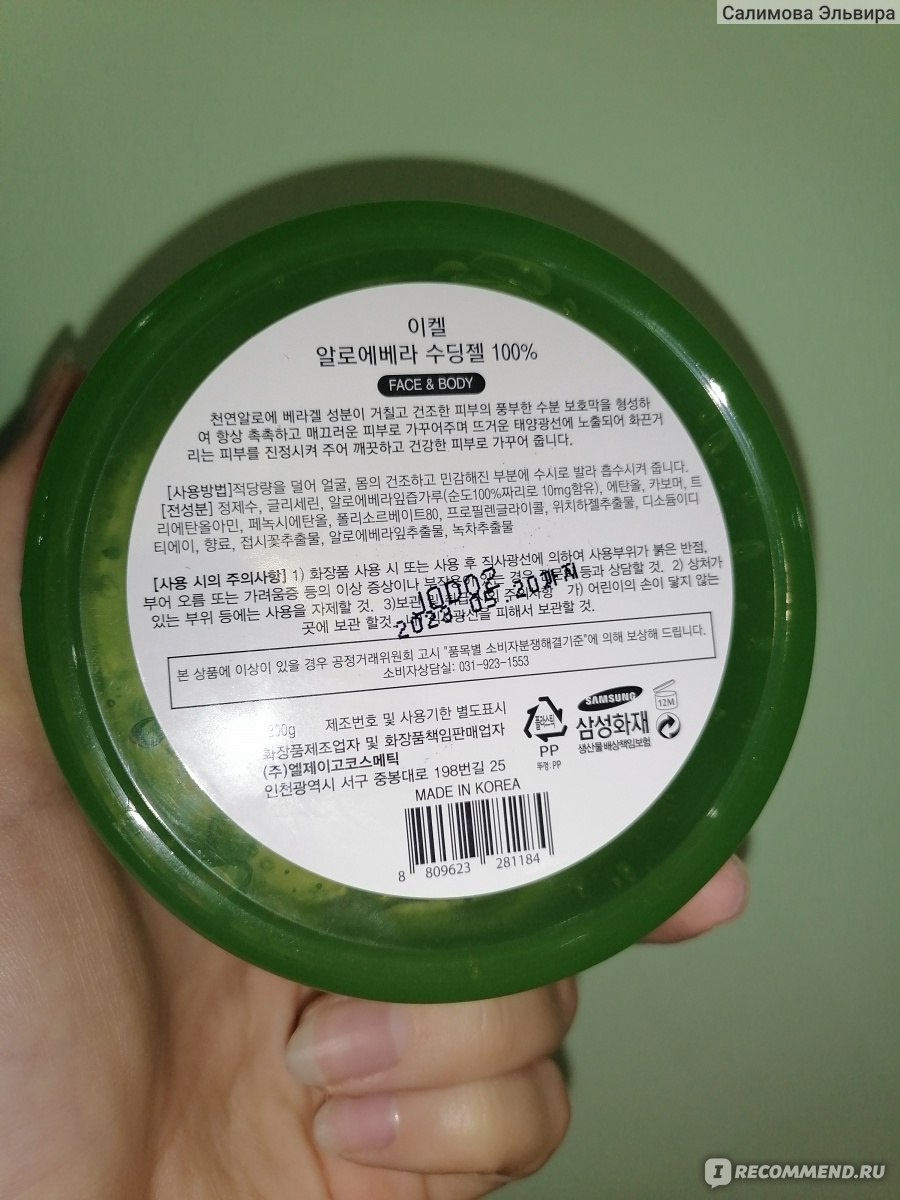 Салимова Эльвира
이켈
알로에베라 수딩젤 100%
FACE & BODY
천연알로에 베라겔 성분이 거칠고 건조한 피부의 풍부한 수분 보호막을 형성하
여 항상 촉촉하고 매끄러운 피부로 가꾸어주며 뜨거운 태양광선에 노출되어 화끈거
리는 피부를 진정시켜 주어 깨끗하고 건강한 피부로 가꾸어 줍니다.
[사용방법]적당량을 덜어 얼굴, 몸의 건조하고 민감해진 부분에 수시로 발라 흡수시켜 줍니다.
[전성분] 정제수, 글리세린, 알로에베라잎즙가루(순도100%짜리로 10mg함유), 에탄올, 카보머, 트
리에탄올아민, 페녹시에탄올, 폴리소르베이트80, 프로필렌글라이콜, 위치하젤추출물, 디소듐이디
티에이, 향료, 접시꽃추출물, 알로에베라잎추출물, 녹차추출물
[사용 시의 주의사항] 1) 화장품 사용 시 또는 사용 후 직사광선에 의하여 사용부위가 붉은 반점,
부어 오름 또는 가려움증 등의 이상 증상이나 부작용이 있는 경우 등과 상담할 것. 2) 상처가
있는 부위 등에는 사용을 자제할 것. 3)보관 및 주의사항 가) 어린이의 손이 닿지 않는
곳에 보관 할것. 직사광선을 피해서 보관할 것.
2023 05 20까지
본 상품에 이상이 있을 경우 공정거래위원회 고시 "품목별 소비자분쟁해결기준"에 의해 보상해 드립니다.
소비자상담실: 031-923-1553
300g 제조번호 및 사용기한 별도표시
화장품제조업자 및 화장품책임판매업자
(주)엘제이고코스메틱
인천광역시 서구 중봉대로 198번길 25
MADE IN KOREA
플라스틱
PP
뚜껑: PP
SAMSUNG
삼성화재
생산물배상책임보험
12M
8 809623 281184
IRECOMMEND.RU